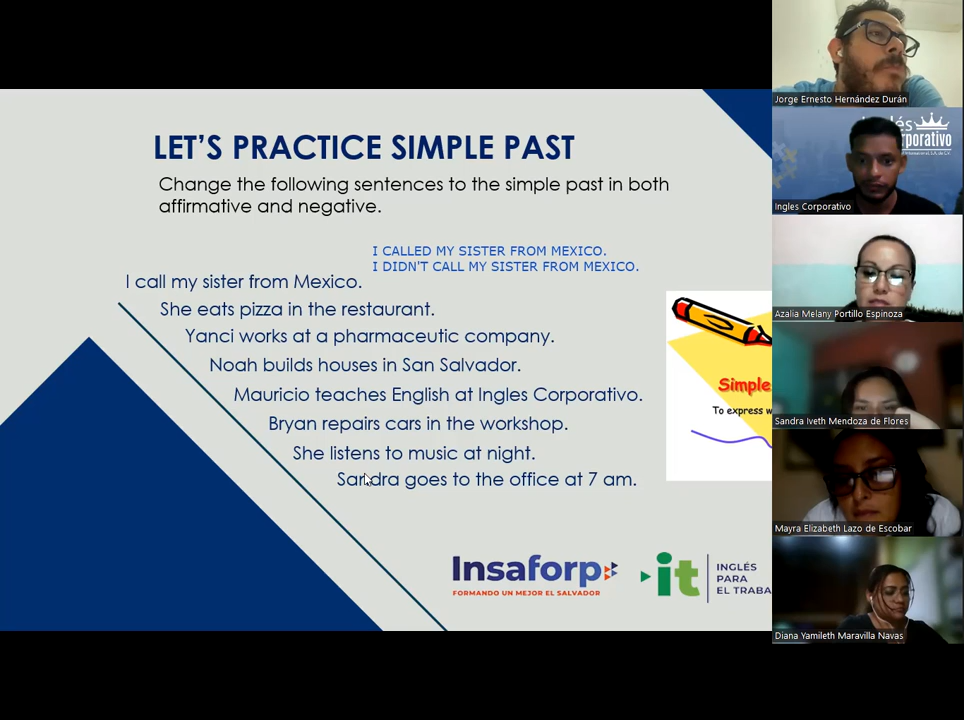 LET'S PRACTICE SIMPLE PAST
Change the following sentences to the simple past in both
affirmative and negative.
I CALLED MY SISTER FROM MEXICO.
I DIDN'T CALL MY SISTER FROM MEXICO.
I call my sister from Mexico.
She eats pizza in the restaurant.
Yanci works at a pharmaceutic company.
Noah builds houses in San Salvador.
Mauricio teaches English at Ingles Corporativo.
Bryan repairs cars in the workshop.
She listens to music at night.
Sandra goes to the office at 7 am.
Simple
To express w
Insaforp
FORMANDO UN MEJOR EL SALVADOR
it
INGLÉS
PARA
EL TRABA
Jorge Ernesto Hernández Durán
Ingles Corporativo
Azalia Melany Portillo Espinoza
Sandra Iveth Mendoza de Flores
Mayra Elizabeth Lazo de Escobar
Diana Yamileth Maravilla Navas